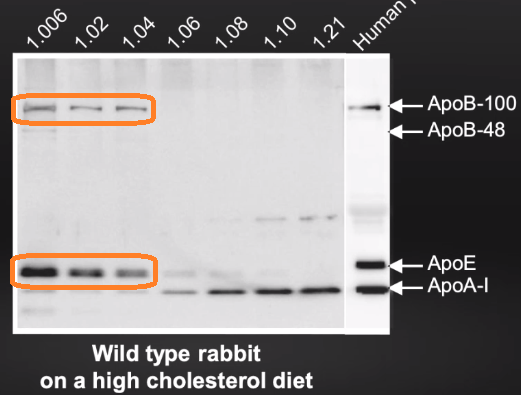 1.006 1.02 1.04 1.06 1.08 1.10 1.21 Human
ApoB-100
ApoB-48
ApoE
ApoA-I
Wild type rabbit
on a high cholesterol diet